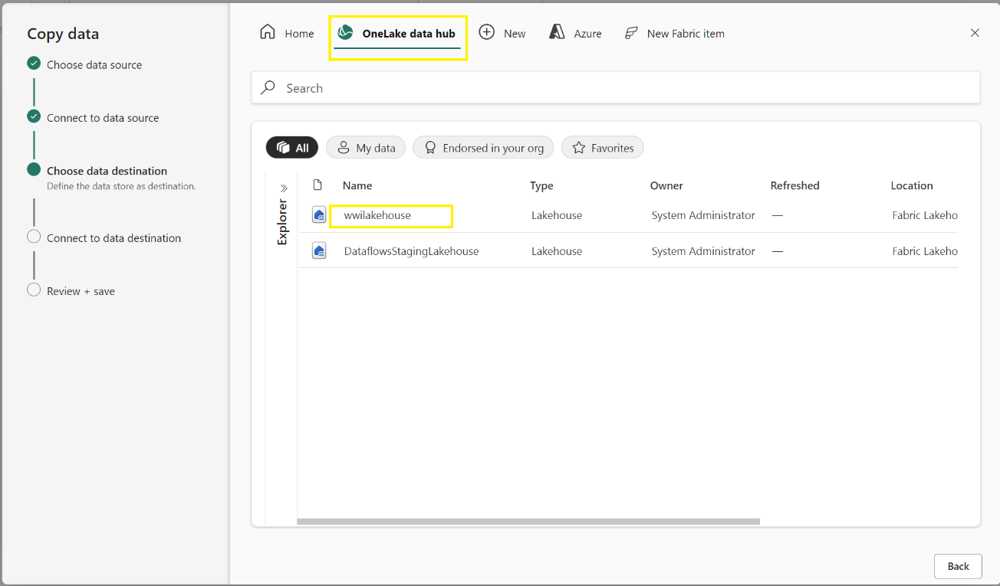 Copy data
Choose data source
Connect to data source
Choose data destination
Define the data store as destination.
Connect to data destination
Review + save
Home OneLake data hub New Azure New Fabric item
Search
All My data Endorsed in your org Favorites
Explorer
Name Type Owner Refreshed Location
wwilakehouse Lakehouse System Administrator — Fabric Lakeho
DataflowsStagingLakehouse Lakehouse System Administrator — Fabric Lakeho
Back